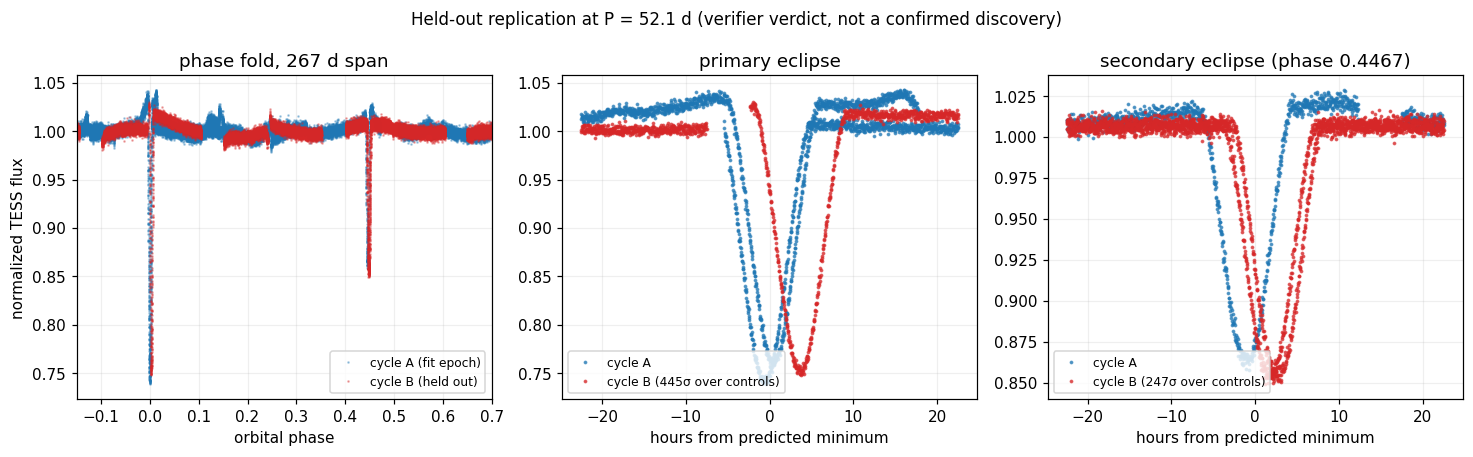 Held-out replication at P = 52.1 d (verifier verdict, not a confirmed discovery)
phase fold, 267 d span
normalized TESS flux
1.05
1.00
0.95
0.90
0.85
0.80
0.75
−0.1 0.0 0.1 0.2 0.3 0.4 0.5 0.6 0.7
orbital phase
cycle A (fit epoch)
cycle B (held out)
primary eclipse
1.05
1.00
0.95
0.90
0.85
0.80
0.75
−20 −10 0 10 20
hours from predicted minimum
cycle A
cycle B (445σ over controls)
secondary eclipse (phase 0.4467)
1.025
1.000
0.975
0.950
0.925
0.900
0.875
0.850
−20 −10 0 10 20
hours from predicted minimum
cycle A
cycle B (247σ over controls)